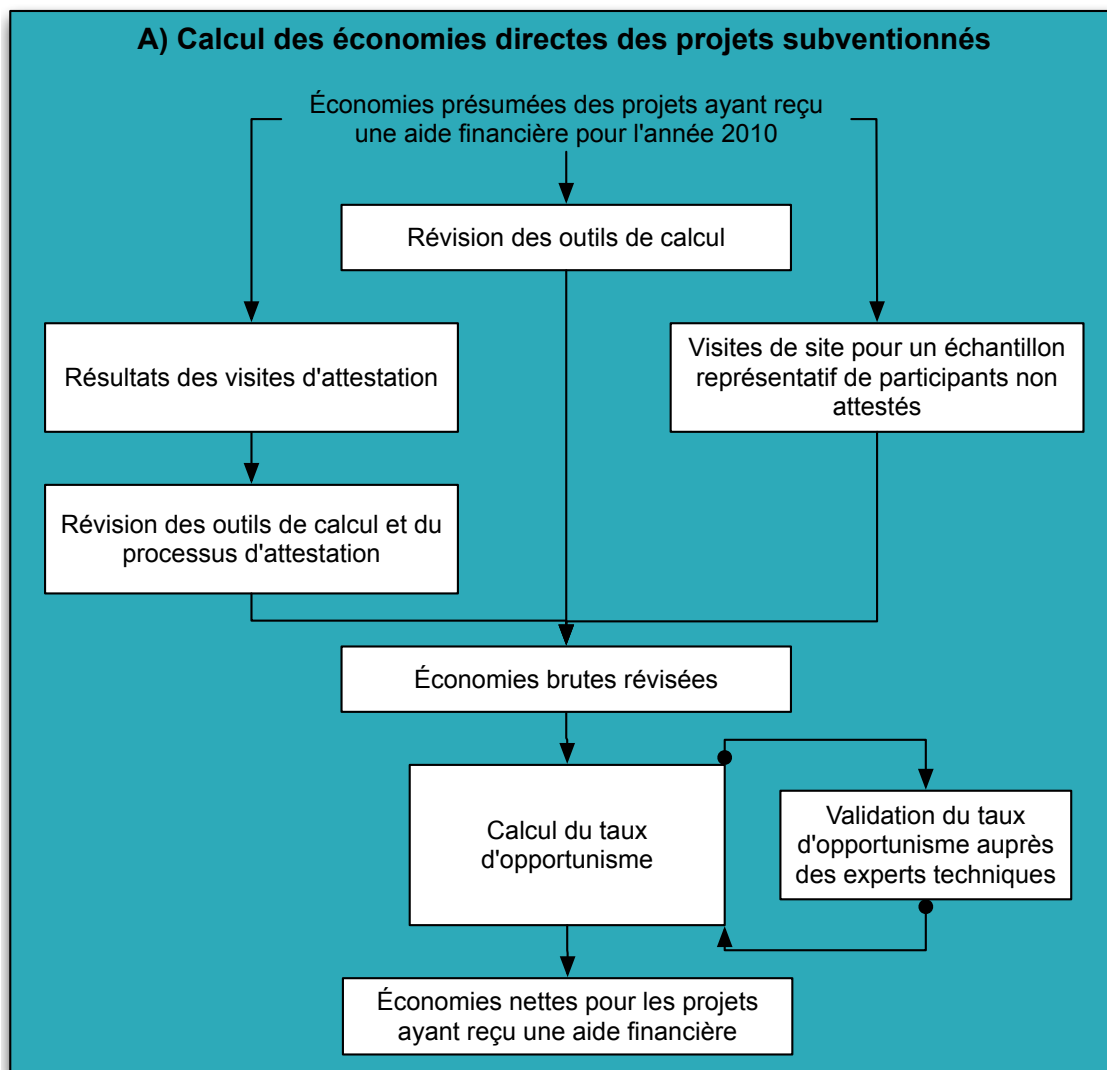 A) Calcul des économies directes des projets subventionnés
Économies présumées des projets ayant reçu
une aide financière pour l'année 2010
Révision des outils de calcul
Résultats des visites d'attestation
Visites de site pour un échantillon
représentatif de participants non
attestés
Révision des outils de calcul et du
processus d'attestation
Économies brutes révisées
Calcul du taux
d'opportunisme
Validation du taux
d'opportunisme auprès
des experts techniques
Économies nettes pour les projets
ayant reçu une aide financière